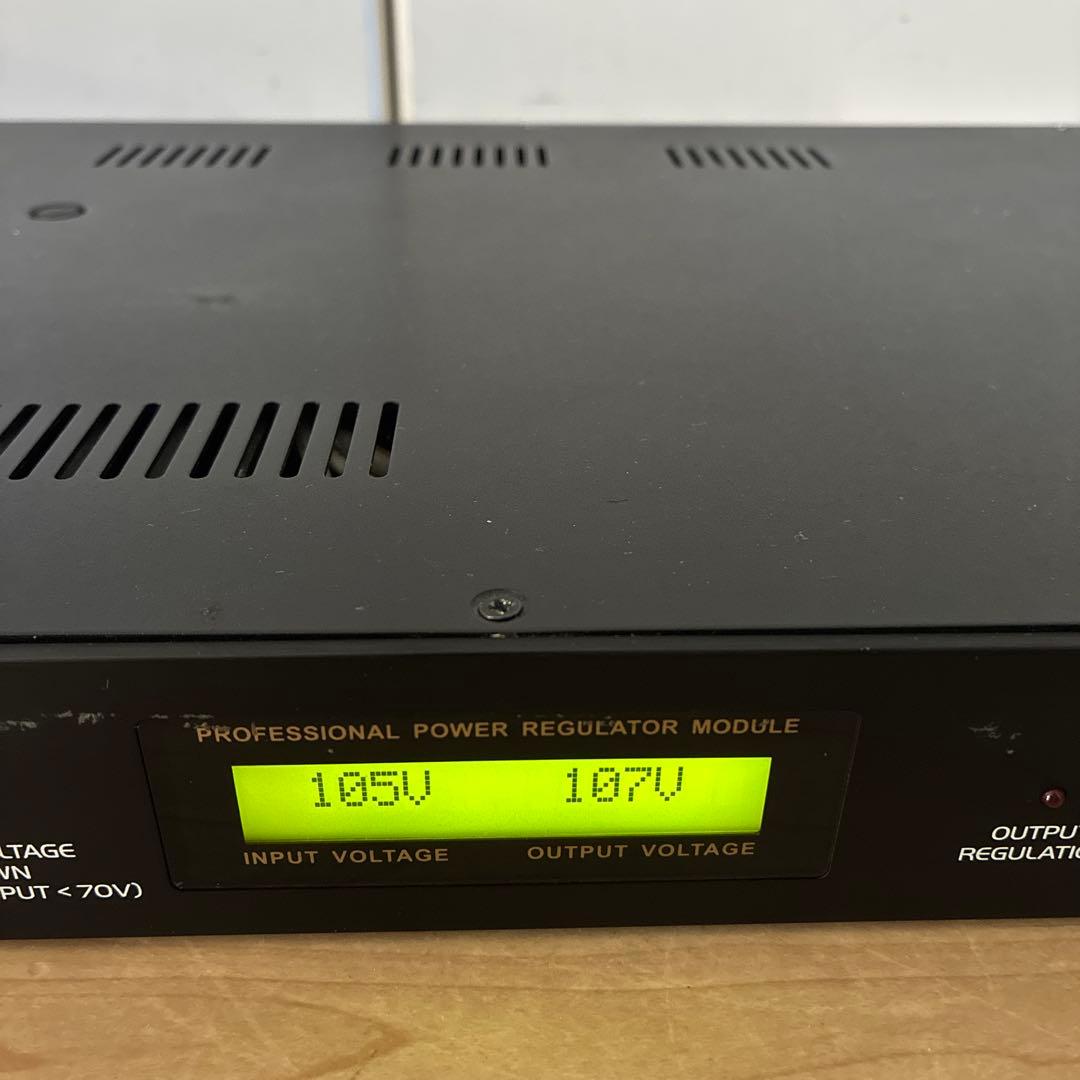 PROFESSIONAL POWER REGULATOR MODULE
105V 107V
INPUT VOLTAGE OUTPUT VOLTAGE
LTAGE
WN
PUT < 70V)
OUTPUT
REGULATIO